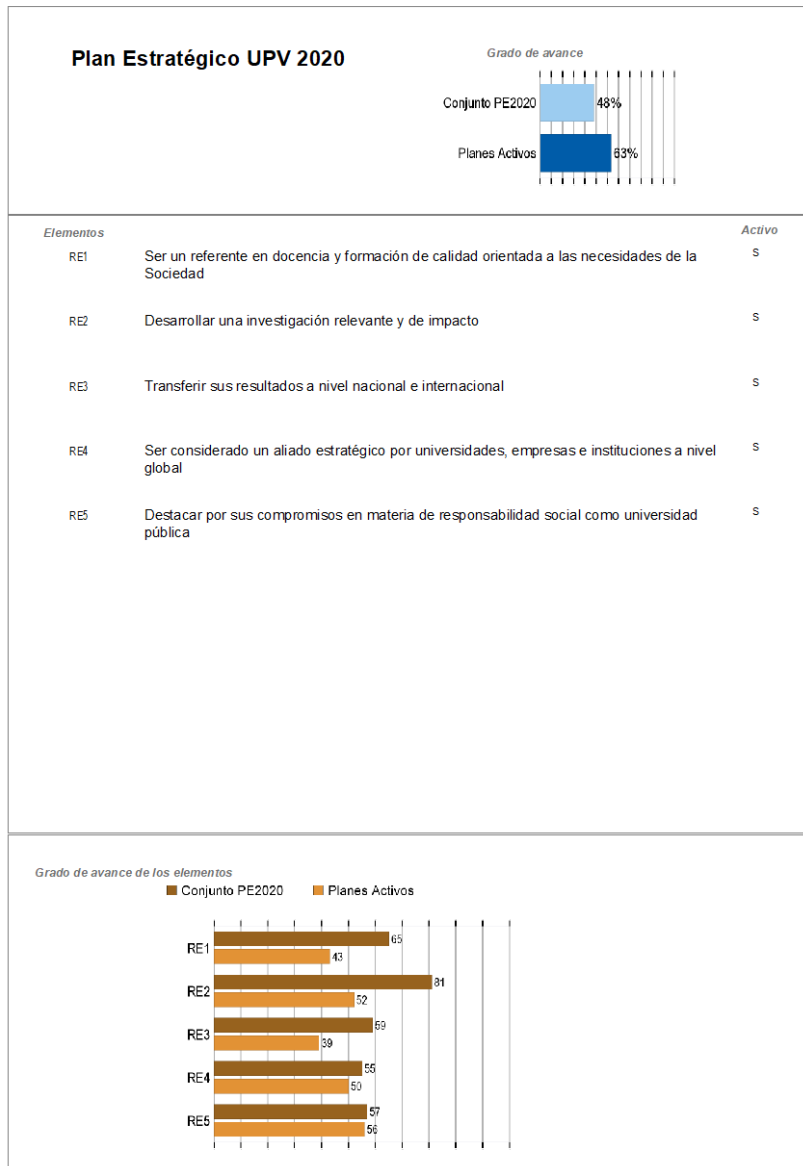 Plan Estratégico UPV 2020
Grado de avance
Conjunto PE2020 48%
Planes Activos 63%
Elementos Activo
RE1 Ser un referente en docencia y formación de calidad orientada a las necesidades de la S
Sociedad
RE2 Desarrollar una investigación relevante y de impacto S
RE3 Transferir sus resultados a nivel nacional e internacional S
RE4 Ser considerado un aliado estratégico por universidades, empresas e instituciones a nivel S
global
RE5 Destacar por sus compromisos en materia de responsabilidad social como universidad S
pública
Grado de avance de los elementos
Conjunto PE2020 Planes Activos
RE1 65
43
RE2 81
52
RE3 59
39
RE4 55
50
RE5 57
56